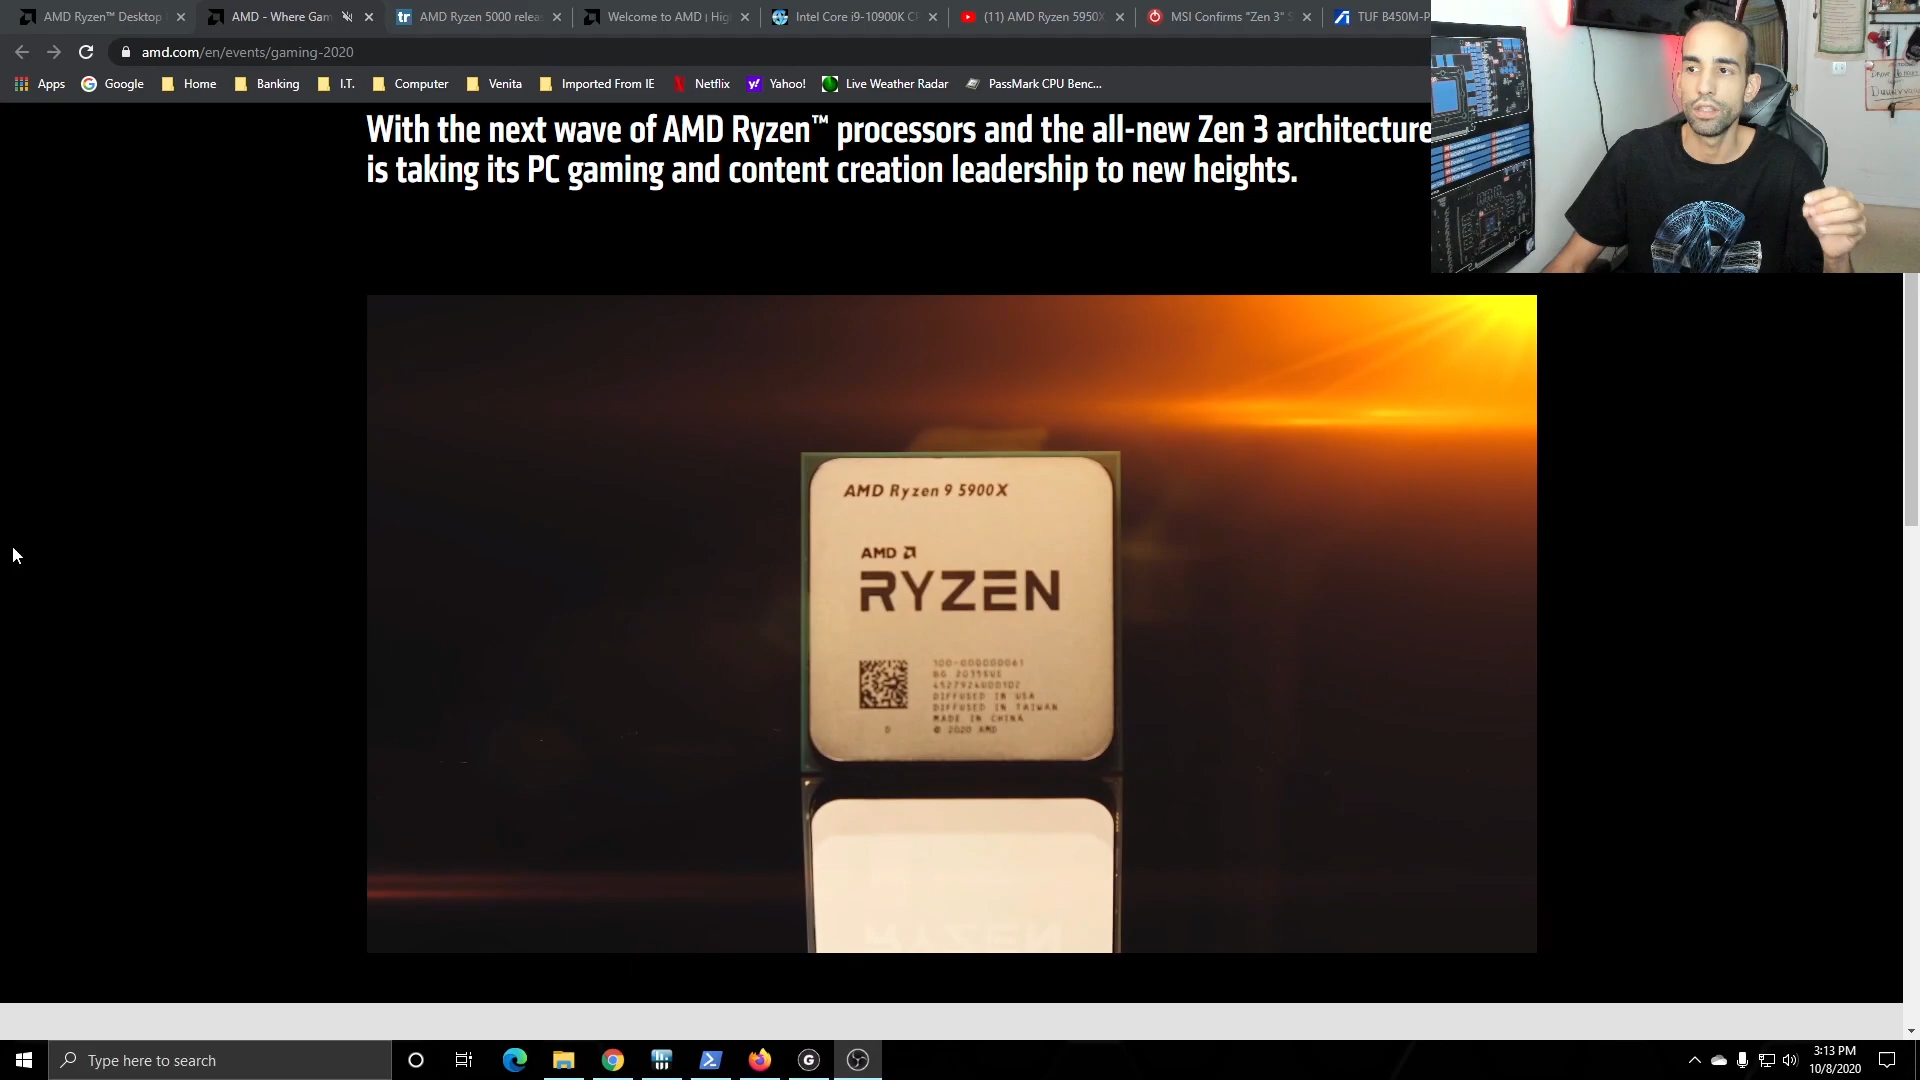 AMD Ryzen™ Desktop
AMD - Where Gam
AMD Ryzen 5000 relea
Welcome to AMD | Hig
Intel Core i9-10900K C
(11) AMD Ryzen 5950X
MSI Confirms "Zen 3" S
TUF B450M-P
amd.com/en/events/gaming-2020
Apps
Google
Home
Banking
I.T.
Computer
Venita
Imported From IE
Netflix
Yahoo!
Live Weather Radar
PassMark CPU Benc...
With the next wave of AMD Ryzen™ processors and the all-new Zen 3 architecture
is taking its PC gaming and content creation leadership to new heights.
AMD Ryzen 9 5900X
AMD
RYZEN
100-000000061
BG 2035SUS
DIFFUSED IN USA
DIFFUSED IN TAIWAN
MADE IN CHINA
© 2020 AMD
Type here to search
3:13 PM
10/8/2020